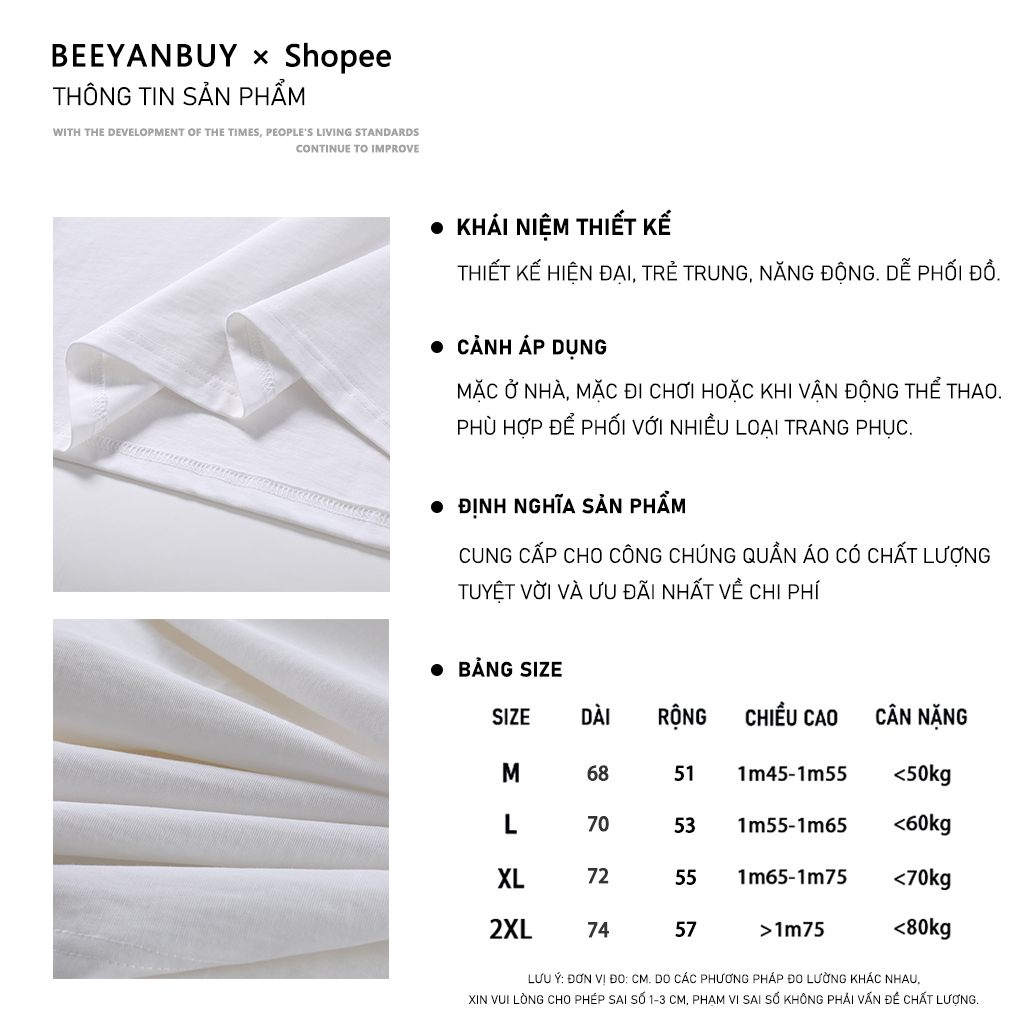 BEEYANBUY × Shopee
THÔNG TIN SẢN PHẨM
WITH THE DEVELOPMENT OF THE TIMES, PEOPLE'S LIVING STANDARDS
CONTINUE TO IMPROVE
KHÁI NIỆM THIẾT KẾ
THIẾT KẾ HIỆN ĐẠI, TRẺ TRUNG, NĂNG ĐỘNG. DỄ PHỐI ĐỒ.
CẢNH ÁP DỤNG
MẶC Ở NHÀ, MẶC ĐI CHƠI HOẶC KHI VẬN ĐỘNG THỂ THAO.
PHÙ HỢP ĐỂ PHỐI VỚI NHIỀU LOẠI TRANG PHỤC.
ĐỊNH NGHĨA SẢN PHẨM
CUNG CẤP CHO CÔNG CHÚNG QUẦN ÁO CÓ CHẤT LƯỢNG
TUYỆT VỜI VÀ ƯU ĐÃI NHẤT VỀ CHI PHÍ
BẢNG SIZE
SIZE DÀI RỘNG CHIỀU CAO CÂN NẶNG
M 68 51 1m45-1m55 <50kg
L 70 53 1m55-1m65 <60kg
XL 72 55 1m65-1m75 <70kg
2XL 74 57 >1m75 <80kg
LƯU Ý: ĐƠN VỊ ĐO: CM. DO CÁC PHƯƠNG PHÁP ĐO LƯỜNG KHÁC NHAU,
XIN VUI LÒNG CHO PHÉP SAI SỐ 1-3 CM, PHẠM VI SAI SỐ KHÔNG PHẢI VẤN ĐỀ CHẤT LƯỢNG.